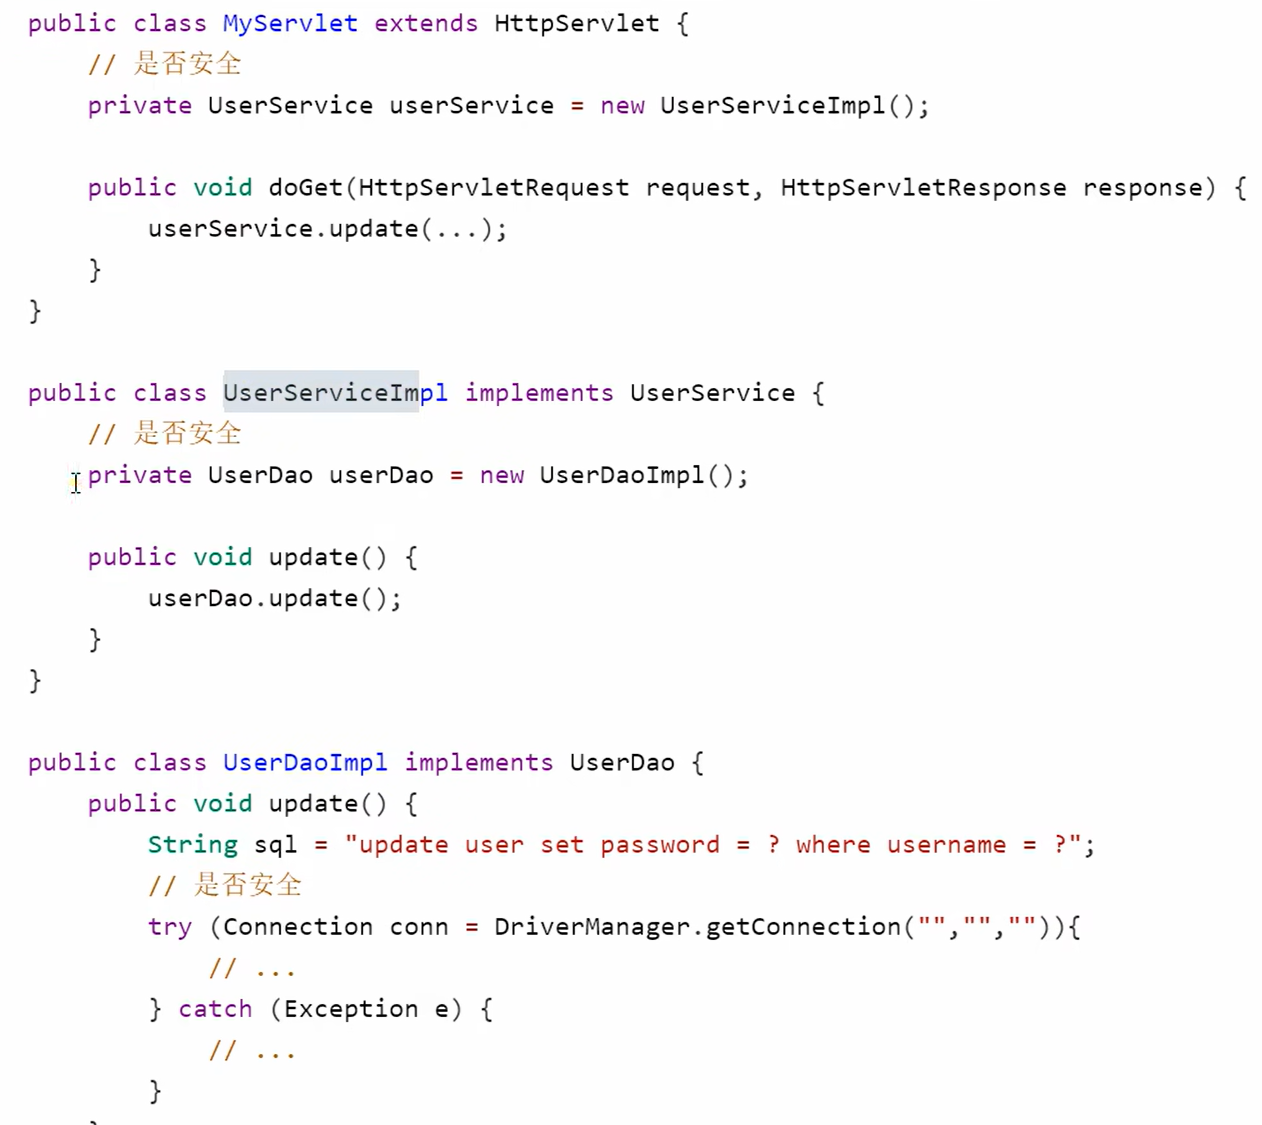 public class MyServlet extends HttpServlet {
// 是否安全
private UserService userService = new UserServiceImpl();
public void doGet(HttpServletRequest request, HttpServletResponse response) {
userService.update(...);
}
}
public class UserServiceImpl implements UserService {
// 是否安全
private UserDao userDao = new UserDaoImpl();
public void update() {
userDao.update();
}
}
public class UserDaoImpl implements UserDao {
public void update() {
String sql = "update user set password = ? where username = ?";
// 是否安全
try (Connection conn = DriverManager.getConnection("","","")){
// ...
} catch (Exception e) {
// ...
}